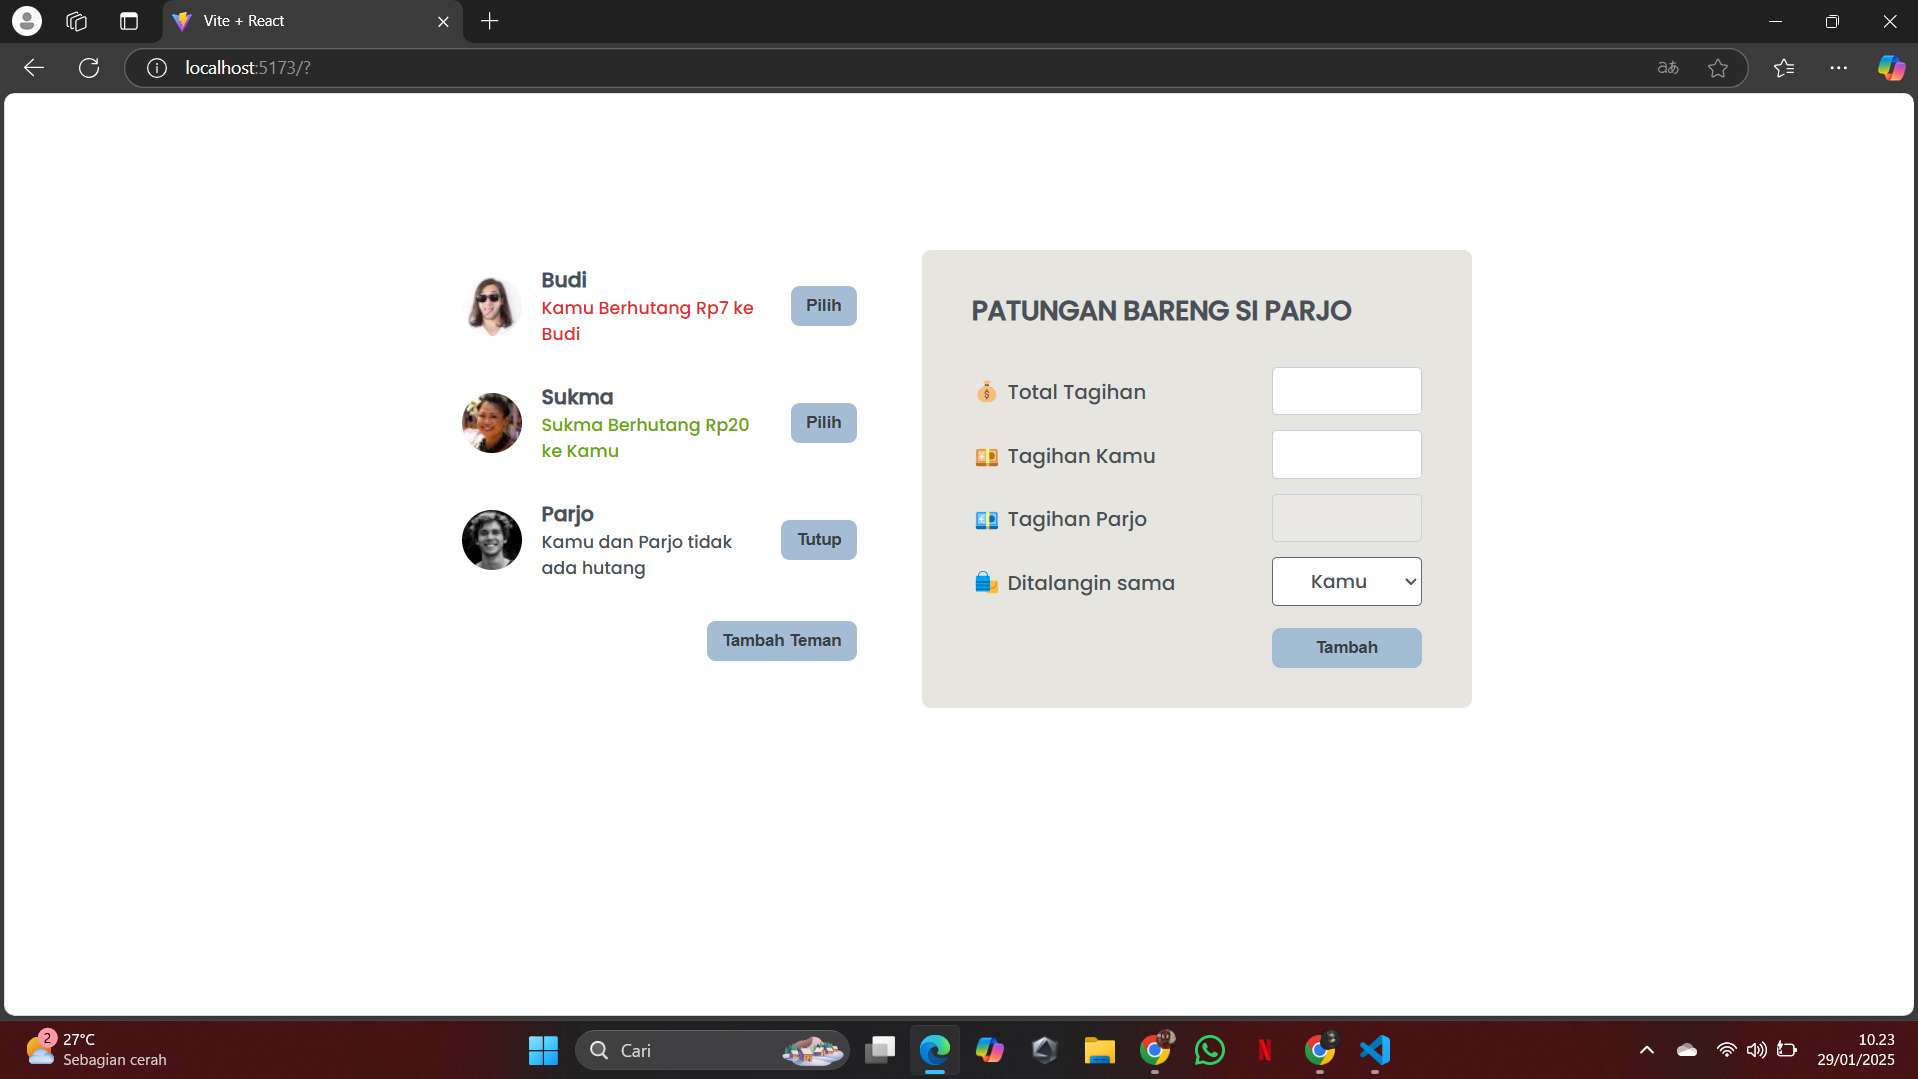 Vite + React
localhost:5173/?
aあ
Budi
Kamu Berhutang Rp7 ke
Budi
Pilih
Sukma
Sukma Berhutang Rp20
ke Kamu
Pilih
Parjo
Kamu dan Parjo tidak
ada hutang
Tutup
Tambah Teman
PATUNGAN BARENG SI PARJO
Total Tagihan
Tagihan Kamu
Tagihan Parjo
Ditalangin sama
Kamu
Tambah
2
27°C
Sebagian cerah
Cari
N
10.23
29/01/2025